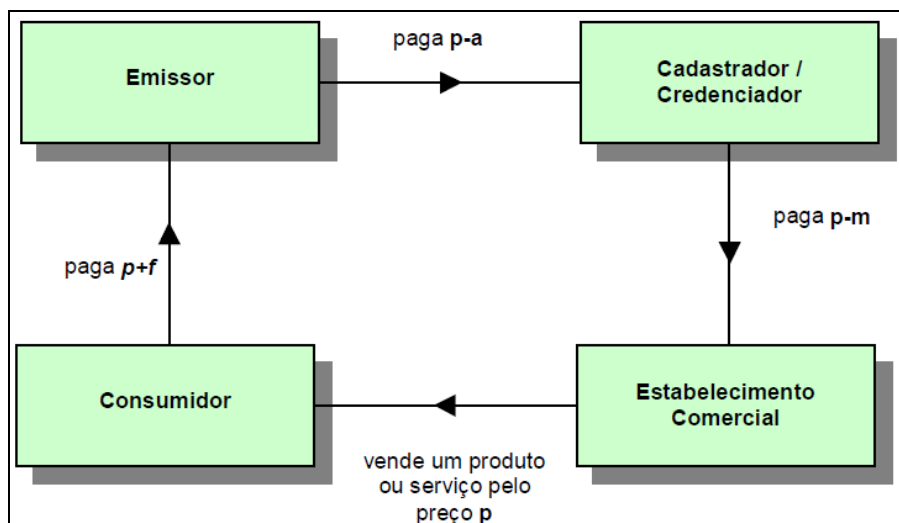 paga p-a
Emissor
Cadastrador /
Credenciador
paga p-m
paga p+f
Consumidor
Estabelecimento
Comercial
vende um produto
ou serviço pelo
preço p